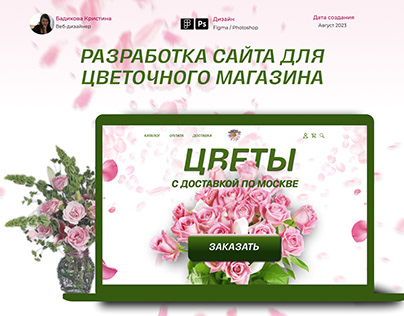 Бадикова Кристина
Веб-дизайнер
Ps
Дизайн
Figma / Photoshop
Дата создания
Август 2023
РАЗРАБОТКА САЙТА ДЛЯ
ЦВЕТОЧНОГО МАГАЗИНА
КАТАЛОГ ОПЛАТА ДОСТАВКА
ЦВЕТЫ
С ДОСТАВКОЙ ПО МОСКВЕ
ЗАКАЗАТЬ